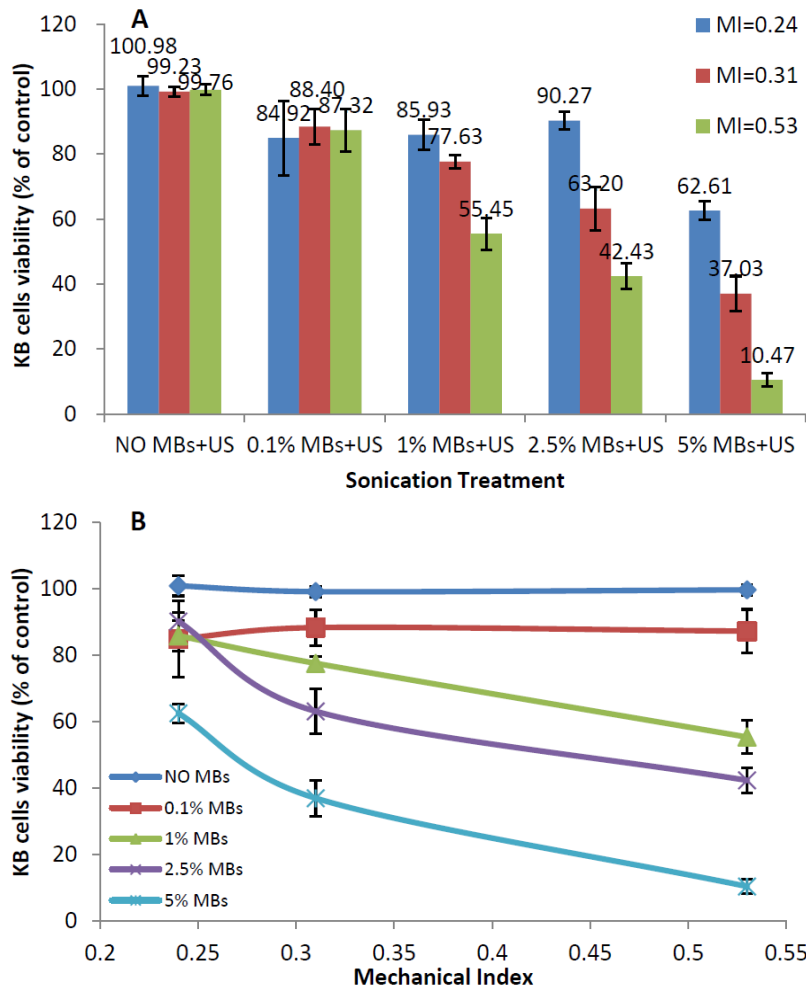 A
MI=0.24
MI=0.31
MI=0.53
KB cells viability (% of control)
120
100
80
60
40
20
0
100.98
99.23
99.76
84.92
88.40
87.32
85.93
77.63
55.45
90.27
63.20
42.43
62.61
37.03
10.47
NO MBs+US 0.1% MBs+US 1% MBs+US 2.5% MBs+US 5% MBs+US
Sonication Treatment
B
KB cells viability (% of control)
120
100
80
60
40
20
0
NO MBs
0.1% MBs
1% MBs
2.5% MBs
5% MBs
0.2 0.25 0.3 0.35 0.4 0.45 0.5 0.55
Mechanical Index